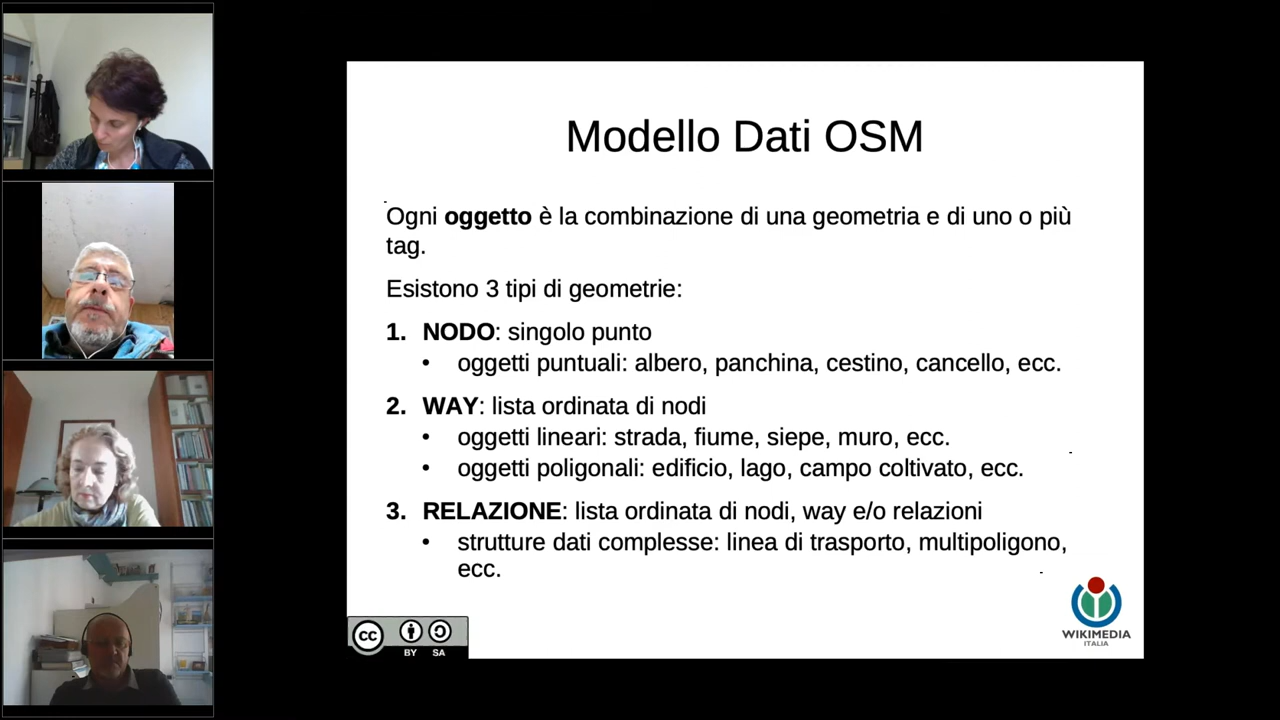 Modello Dati OSM
Ogni oggetto è la combinazione di una geometria e di uno o più
tag.
Esistono 3 tipi di geometrie:
1. NODO: singolo punto
• oggetti puntuali: albero, panchina, cestino, cancello, ecc.
2. WAY: lista ordinata di nodi
• oggetti lineari: strada, fiume, siepe, muro, ecc.
• oggetti poligonali: edificio, lago, campo coltivato, ecc.
3. RELAZIONE: lista ordinata di nodi, way e/o relazioni
• strutture dati complesse: linea di trasporto, multipoligono,
ecc.
cc
BY SA
WIKIMEDIA
ITALIA